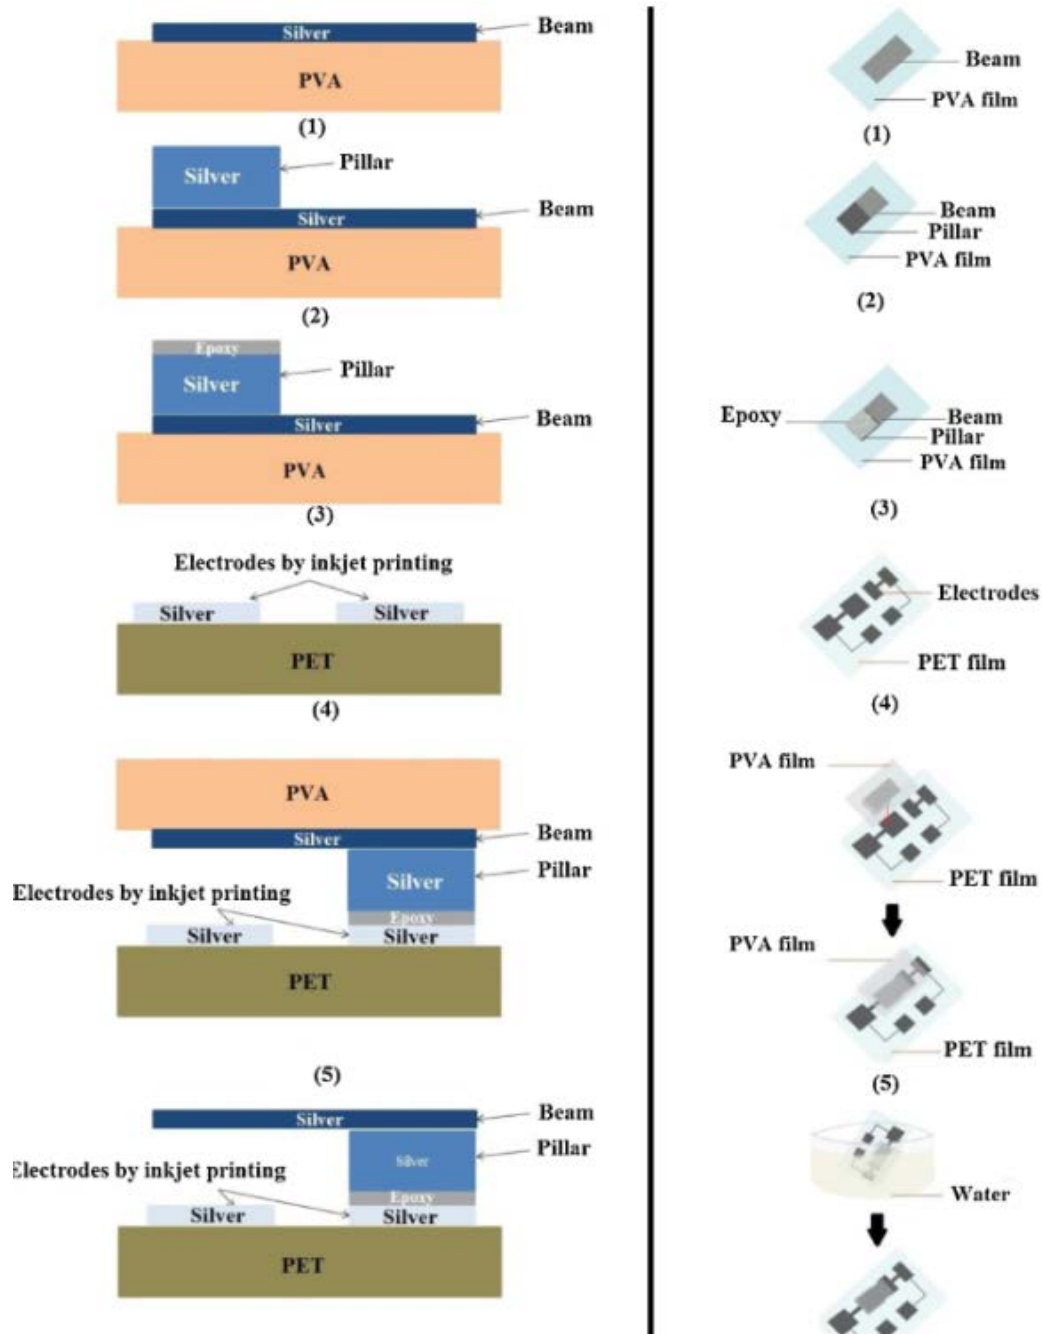 Silver
Beam
PVA
(1)
Silver
Pillar
Silver
Beam
PVA
(2)
Epoxy
Silver
Pillar
Silver
Beam
PVA
(3)
Electrodes by inkjet printing
Silver Silver
PET
(4)
PVA
Silver
Beam
Silver
Pillar
Electrodes by inkjet printing
Epoxy
Silver Silver
PET
(5)
Silver
Beam
Silver
Pillar
Electrodes by inkjet printing
Epoxy
Silver Silver
PET
Beam
PVA film
(1)
Beam
Pillar
PVA film
(2)
Epoxy
Beam
Pillar
PVA film
(3)
Electrodes
PET film
(4)
PVA film
PET film
PVA film
PET film
(5)
Water